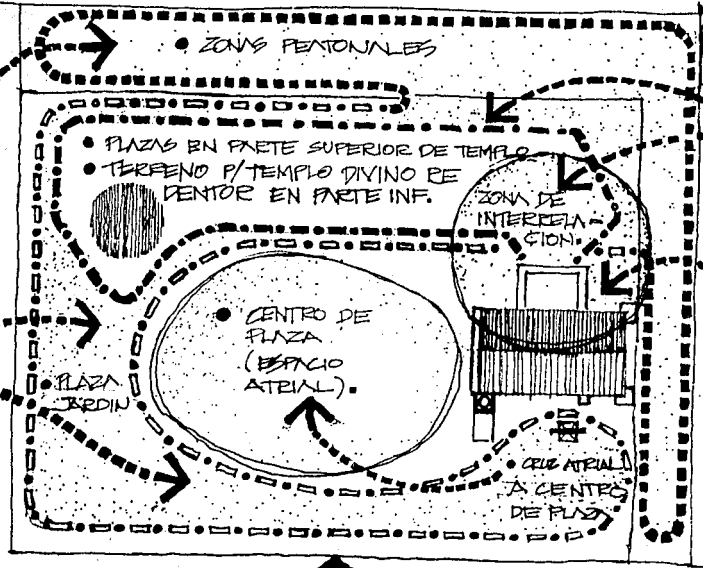 • ZONAS PEATONALES
• PLAZAS EN PARTE SUPERIOR DE TEMPLO
• TERRENO P/TEMPLO DIVINO RE
DENTOR EN PARTE INF.
ZONA DE
INTERRELA-
CION.
• CENTRO DE
PLAZA
(ESPACIO
ATRIAL).
• PLAZA
JARDIN
• CRUZ ATRIAL
A CENTRO
DE PLAZA